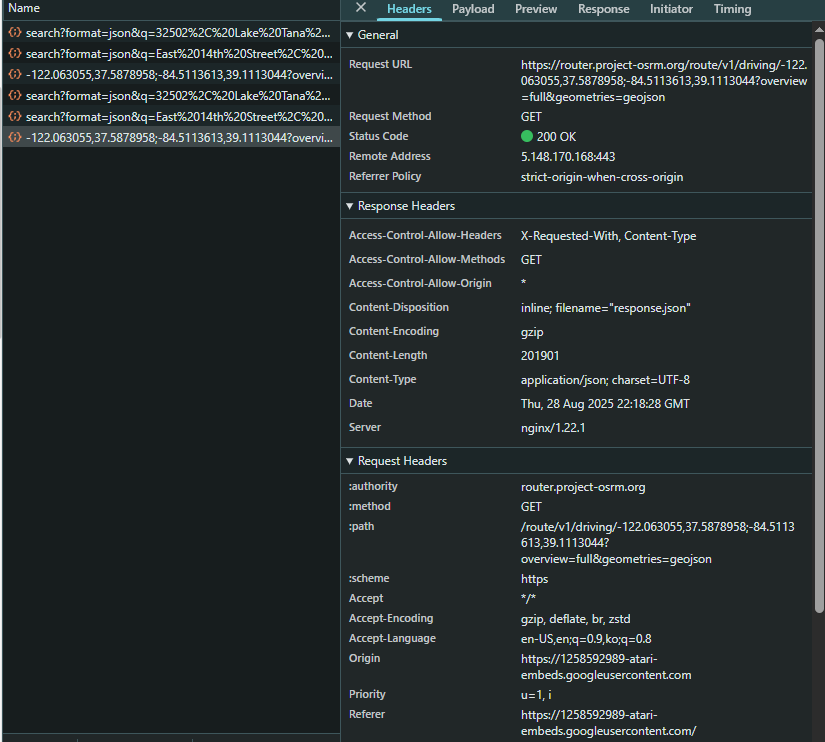 Name
search?format=json&q=32502%2C%20Lake%20Tana%2...
search?format=json&q=East%2014th%20Street%2C%20...
-122.063055,37.5878958;-84.5113613,39.1113044?overvi...
search?format=json&q=32502%2C%20Lake%20Tana%2...
search?format=json&q=East%2014th%20Street%2C%20...
-122.063055,37.5878958;-84.5113613,39.1113044?overvi...
Headers Payload Preview Response Initiator Timing
General
Request URL https://router.project-osrm.org/route/v1/driving/-122.
063055,37.5878958;-84.5113613,39.1113044?overview
=full&geometries=geojson
Request Method GET
Status Code 200 OK
Remote Address 5.148.170.168:443
Referrer Policy strict-origin-when-cross-origin
Response Headers
Access-Control-Allow-Headers X-Requested-With, Content-Type
Access-Control-Allow-Methods GET
Access-Control-Allow-Origin *
Content-Disposition inline; filename="response.json"
Content-Encoding gzip
Content-Length 201901
Content-Type application/json; charset=UTF-8
Date Thu, 28 Aug 2025 22:18:28 GMT
Server nginx/1.22.1
Request Headers
:authority router.project-osrm.org
:method GET
:path /route/v1/driving/-122.063055,37.5878958;-84.5113
613,39.1113044?
overview=full&geometries=geojson
:scheme https
Accept */*
Accept-Encoding gzip, deflate, br, zstd
Accept-Language en-US,en;q=0.9,ko;q=0.8
Origin https://1258592989-atari-
embeds.googleusercontent.com
Priority u=1, i
Referer https://1258592989-atari-
embeds.googleusercontent.com/